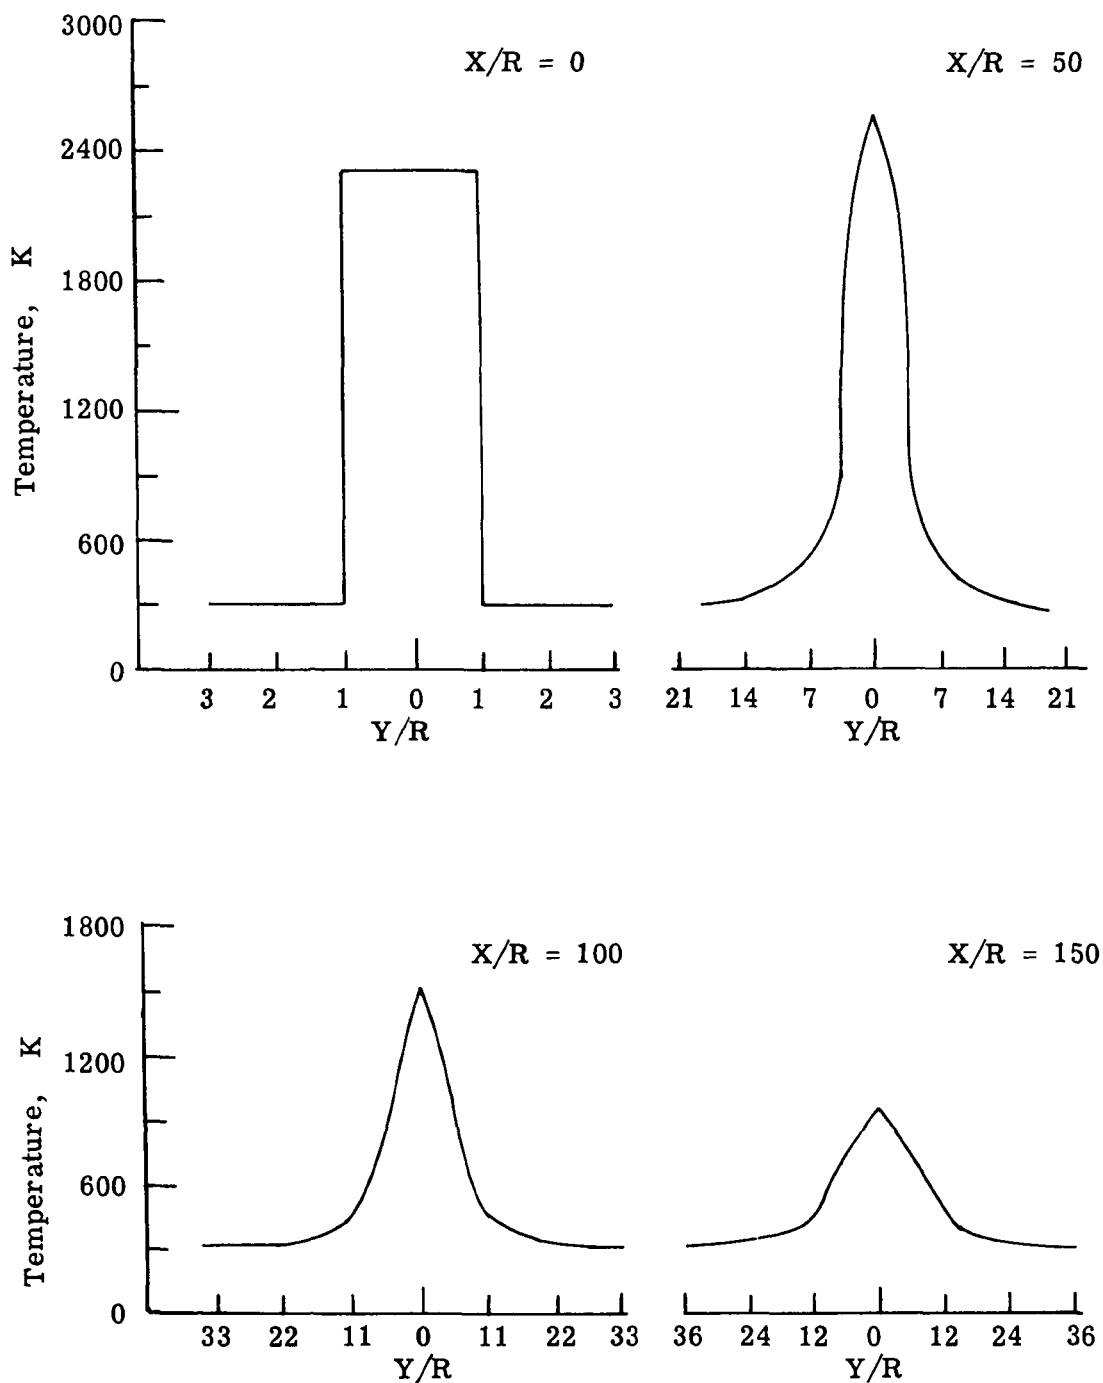 3000
2400
1800
1200
600
0
Temperature, K
X/R = 0
3 2 1 0 1 2 3
Y/R
X/R = 50
21 14 7 0 7 14 21
Y/R
1800
1200
600
0
Temperature, K
X/R = 100
33 22 11 0 11 22 33
Y/R
X/R = 150
36 24 12 0 12 24 36
Y/R